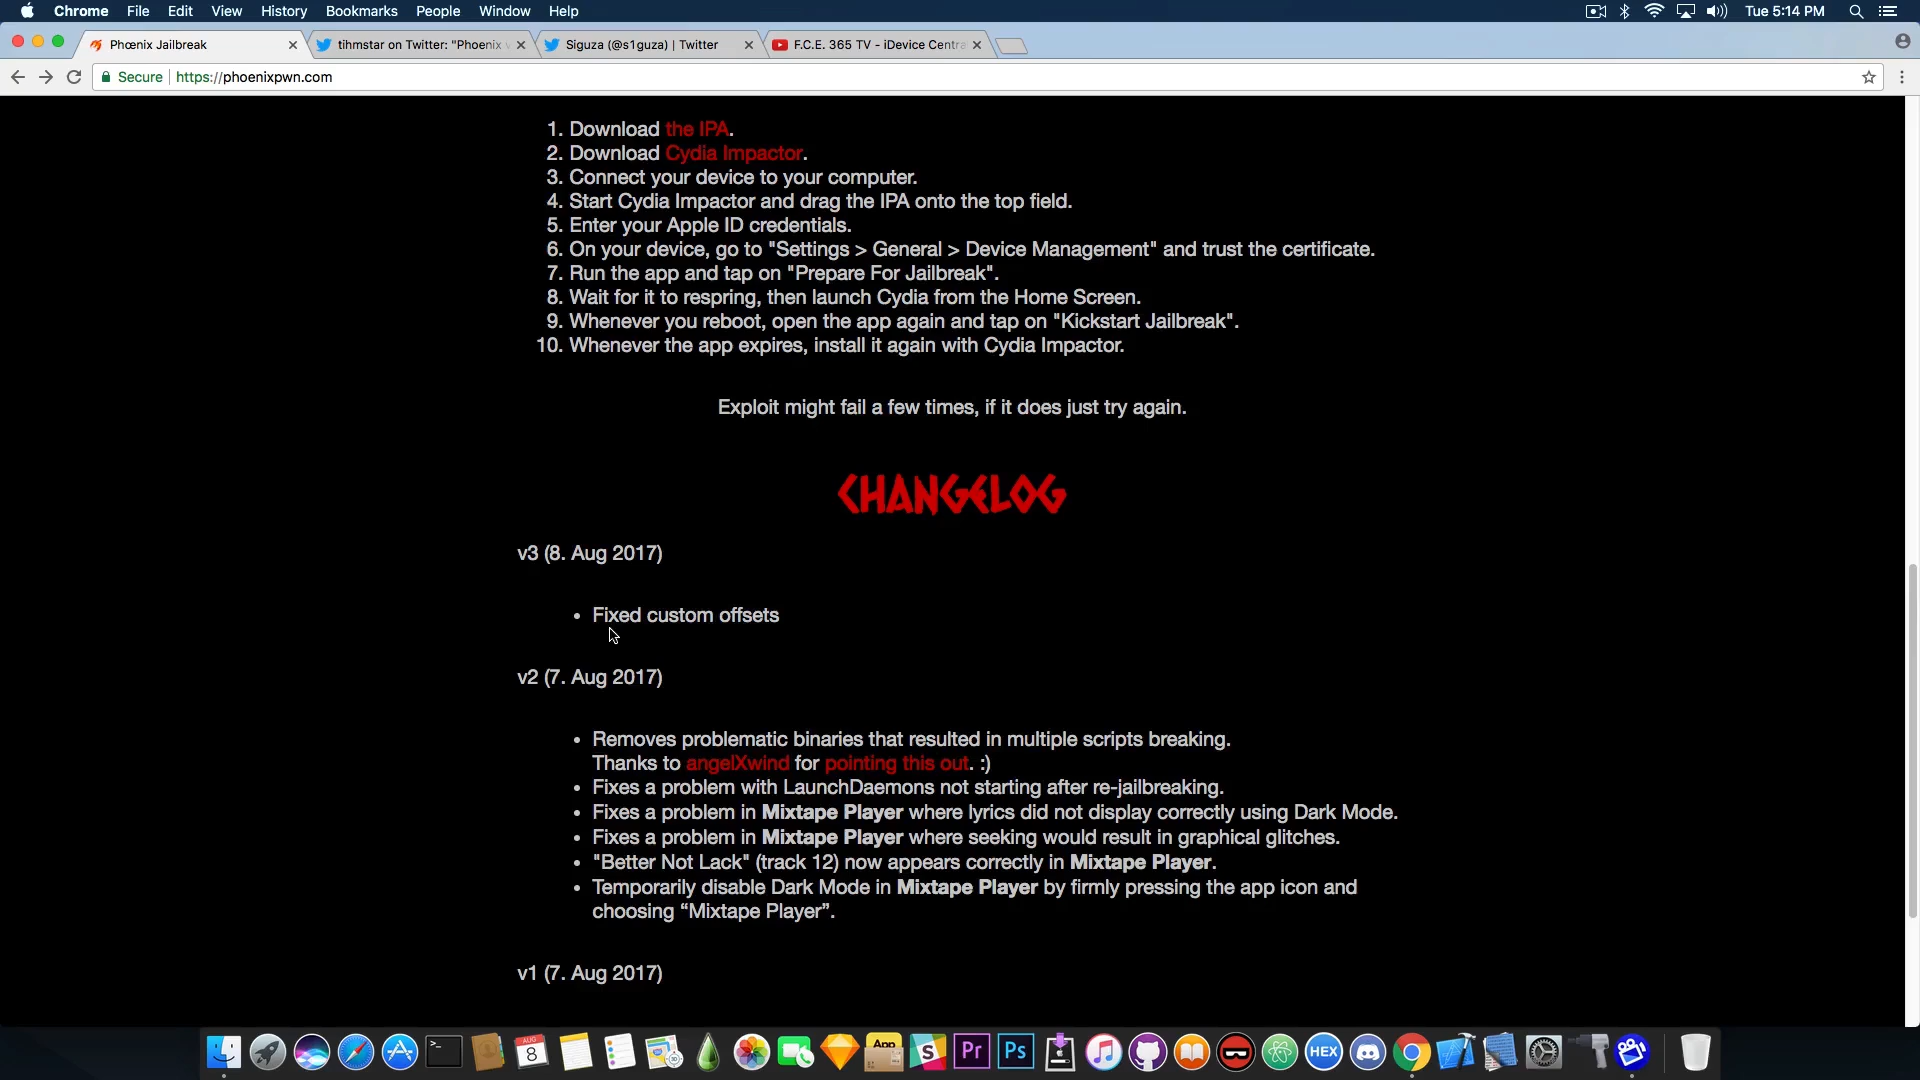 Chrome File Edit View History Bookmarks People Window Help Tue 5:14 PM
Phœnix Jailbreak
tihmstar on Twitter: "Phoenix
Siguza (@s1guza) | Twitter
F.C.E. 365 TV - iDevice Centra
Secure https://phoenixpwn.com
1. Download the IPA.
2. Download Cydia Impactor.
3. Connect your device to your computer.
4. Start Cydia Impactor and drag the IPA onto the top field.
5. Enter your Apple ID credentials.
6. On your device, go to "Settings > General > Device Management" and trust the certificate.
7. Run the app and tap on "Prepare For Jailbreak".
8. Wait for it to respring, then launch Cydia from the Home Screen.
9. Whenever you reboot, open the app again and tap on "Kickstart Jailbreak".
10. Whenever the app expires, install it again with Cydia Impactor.
Exploit might fail a few times, if it does just try again.
CHANGELOG
v3 (8. Aug 2017)
• Fixed custom offsets
v2 (7. Aug 2017)
• Removes problematic binaries that resulted in multiple scripts breaking.
Thanks to angelXwind for pointing this out. :)
• Fixes a problem with LaunchDaemons not starting after re-jailbreaking.
• Fixes a problem in Mixtape Player where lyrics did not display correctly using Dark Mode.
• Fixes a problem in Mixtape Player where seeking would result in graphical glitches.
• "Better Not Lack" (track 12) now appears correctly in Mixtape Player.
• Temporarily disable Dark Mode in Mixtape Player by firmly pressing the app icon and
choosing “Mixtape Player”.
v1 (7. Aug 2017)
AUG
8
App
Pr
Ps
HEX